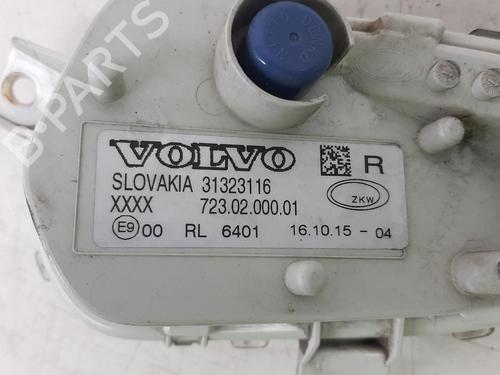 B-PARTS
VOLVO
R
SLOVAKIA 31323116
ZKW
XXXX 723.02.000.01
E9 00 RL 6401 16.10.15 - 04